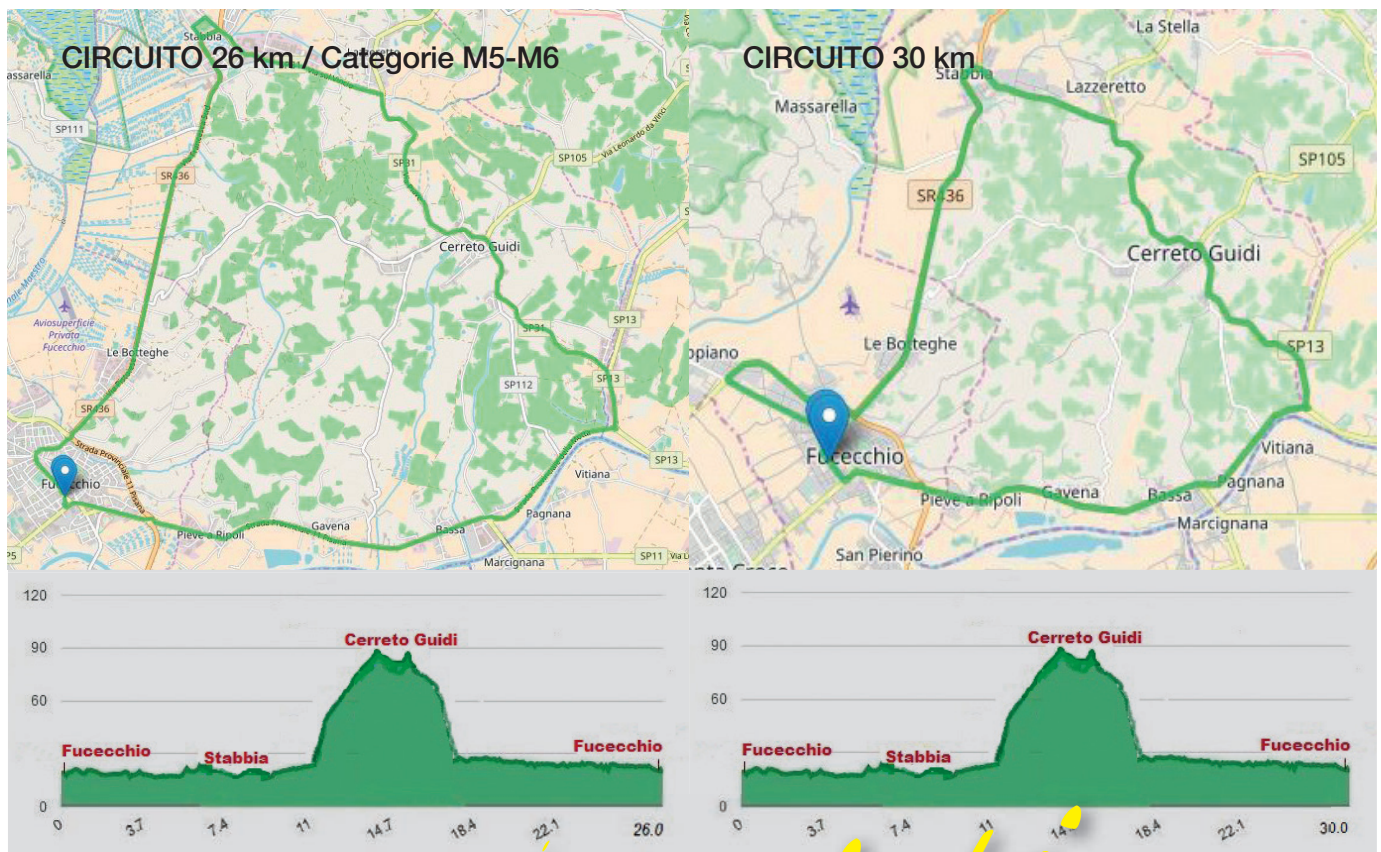 CIRCUITO 26 km / Categorie M5-M6
Stabbia
SP111
SR436
SP31
SP105
Via Leonardo da Vinci
Cerreto Guidi
Aviosuperficie
Privata
Fucecchio
Le Botteghe
SP31
SP13
SP112
SP13
SR436
Strada Provinciale 11 Pisana
SP13
Vitiana
Pagnana
Gavena
Bassa
Pieve a Ripoli
Strada Provinciale 11 Pisana
Marcignana
SP11
CIRCUITO 30 km
La Stella
Stabbia
Lazzeretto
Massarella
SP105
SR436
Cerreto Guidi
Le Botteghe
SP13
Fucecchio
Vitiana
Pagnana
Gavena
Bassa
Pieve a Ripoli
Marcignana
San Pierino
120
90
60
0
Cerreto Guidi
Fucecchio
Stabbia
Fucecchio
0 3.7 7.4 11 14.7 18.4 22.1 26.0
120
90
60
30
0
Cerreto Guidi
Fucecchio
Stabbia
Fucecchio
0 3.7 7.4 11 18.4 22.1 30.0